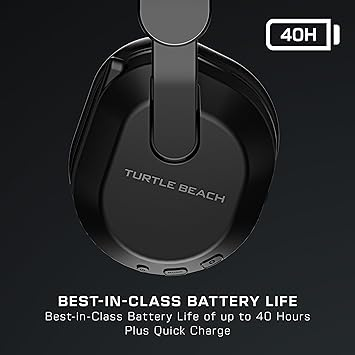 40H
TURTLE BEACH
BEST-IN-CLASS BATTERY LIFE
Best-In-Class Battery Life of up to 40 Hours
Plus Quick Charge